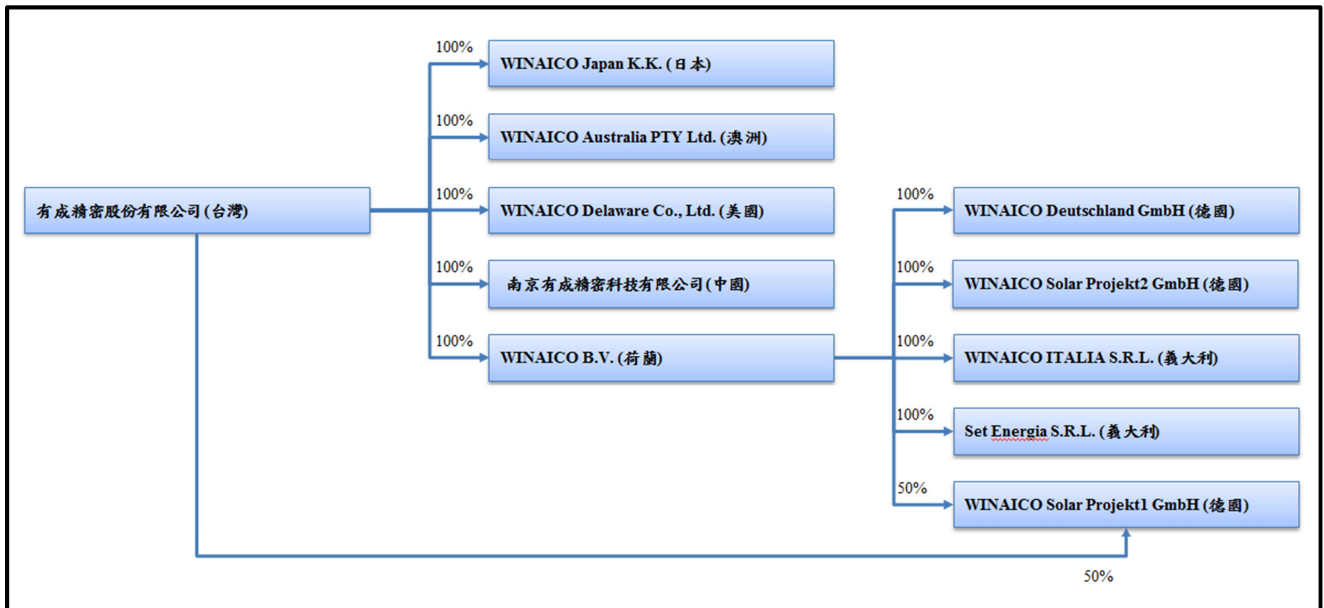 100%
WINAICO Japan K.K. (日本)
100%
WINAICO Australia PTY Ltd. (澳洲)
有成精密股份有限公司(台灣)
100%
WINAICO Delaware Co., Ltd. (美國)
100%
WINAICO Deutschland GmbH (德國)
100%
南京有成精密科技有限公司(中國)
100%
WINAICO Solar Projekt2 GmbH (德國)
100%
WINAICO B.V. (荷蘭)
100%
WINAICO ITALIA S.R.L. (義大利)
100%
Set Energia S.R.L. (義大利)
50%
WINAICO Solar Projekt1 GmbH (德國)
50%